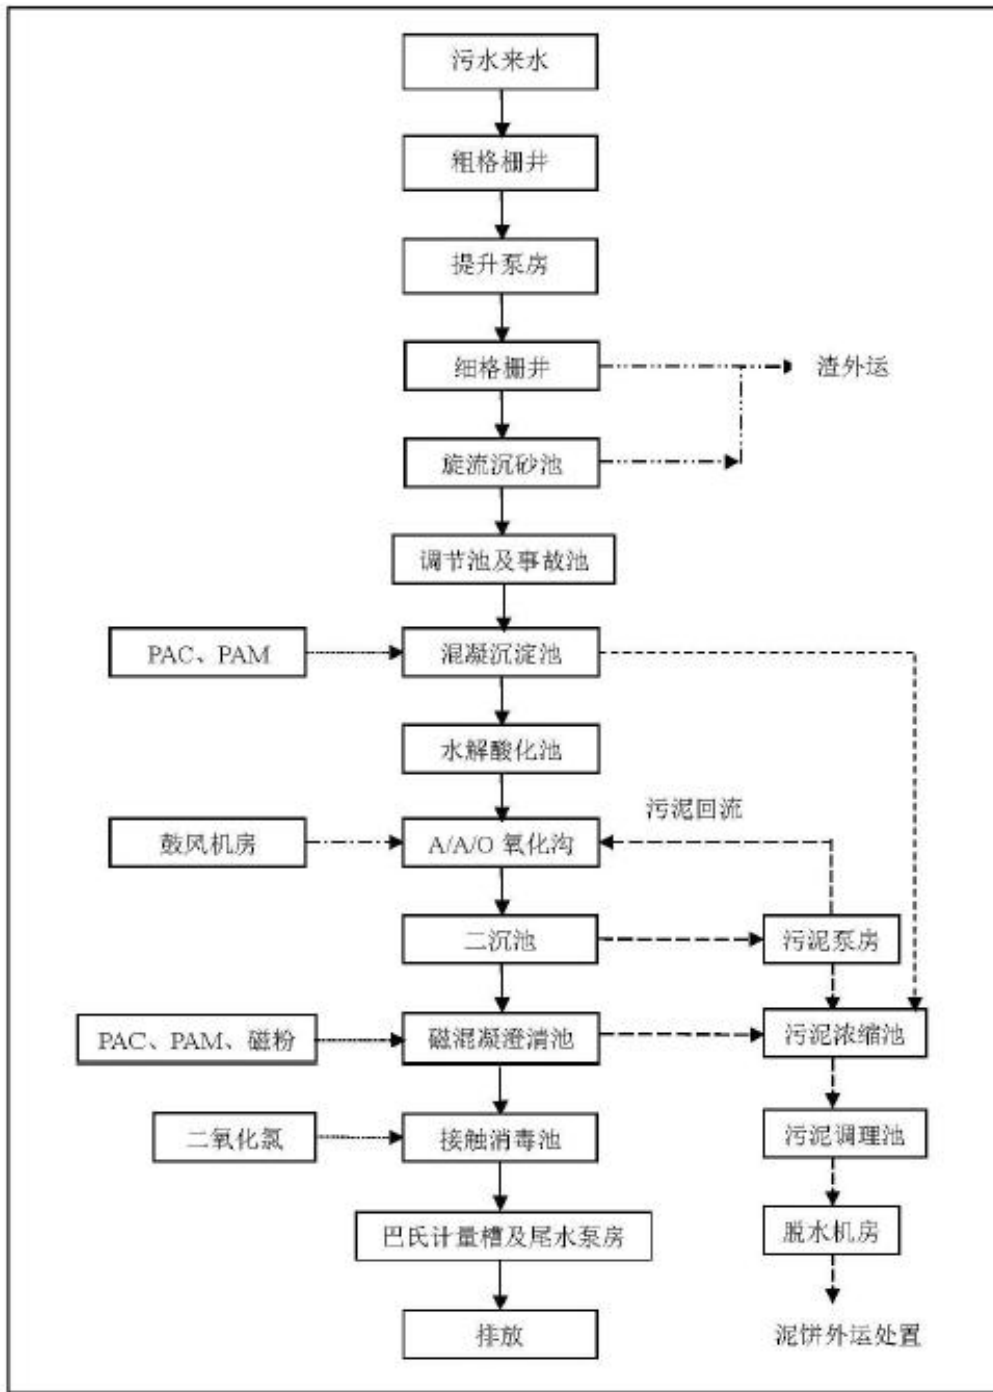 污水来水
粗格栅井
提升泵房
细格栅井
渣外运
旋流沉砂池
调节池及事故池
PAC、PAM
混凝沉淀池
水解酸化池
污泥回流
鼓风机房
A/A/O 氧化沟
二沉池
污泥泵房
PAC、PAM、磁粉
磁混凝澄清池
污泥浓缩池
二氧化氯
接触消毒池
污泥调理池
巴氏计量槽及尾水泵房
脱水机房
排放
泥饼外运处置